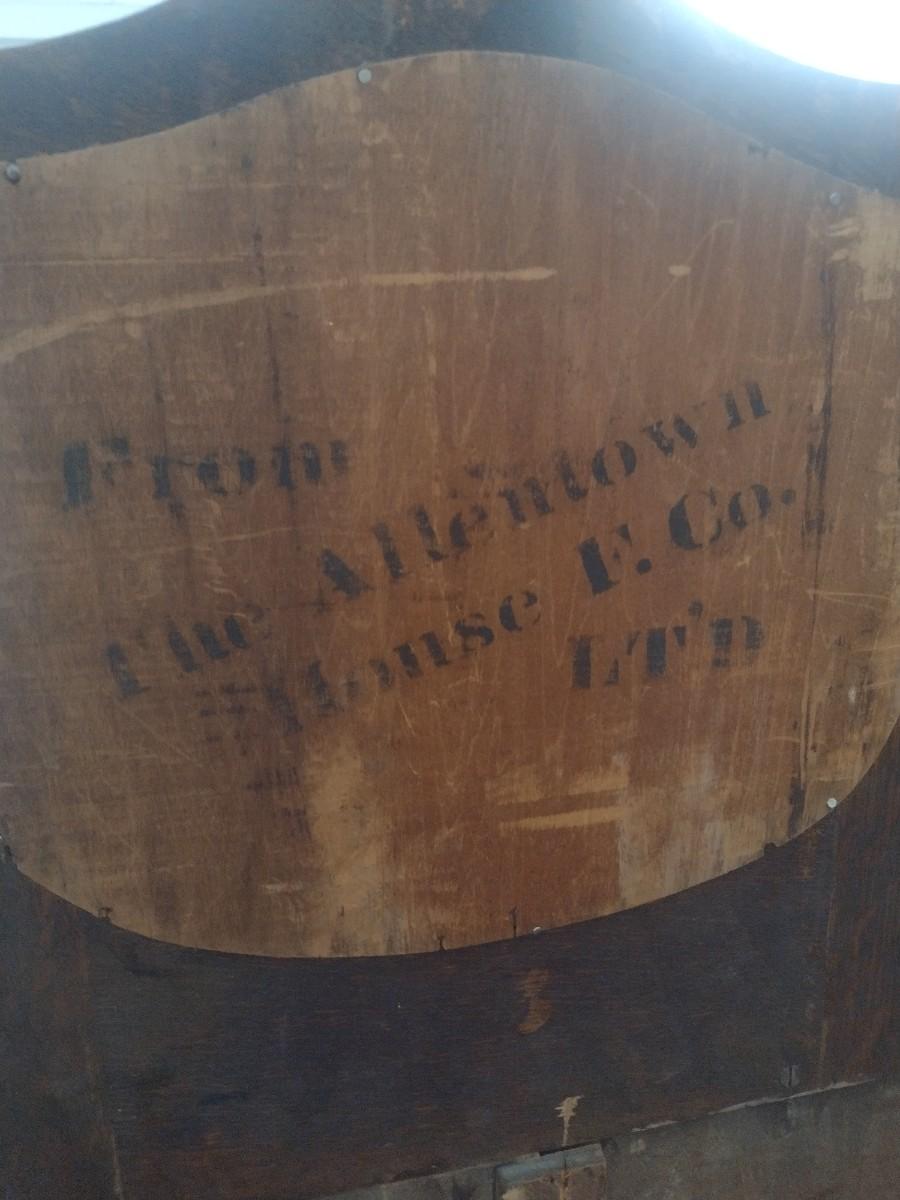 From
The Allentown
House F. Co.
LT'D